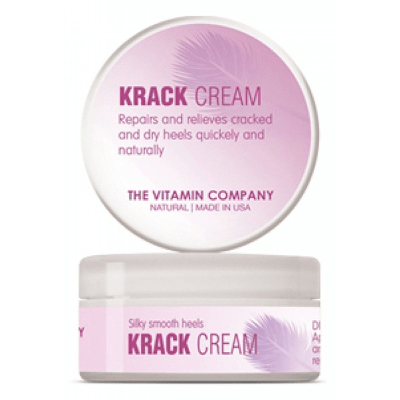 KRACK CREAM
Repairs and relieves cracked
and dry heels quickely and
naturally
THE VITAMIN COMPANY
NATURAL | MADE IN USA
Silky smooth heels
KRACK CREAM